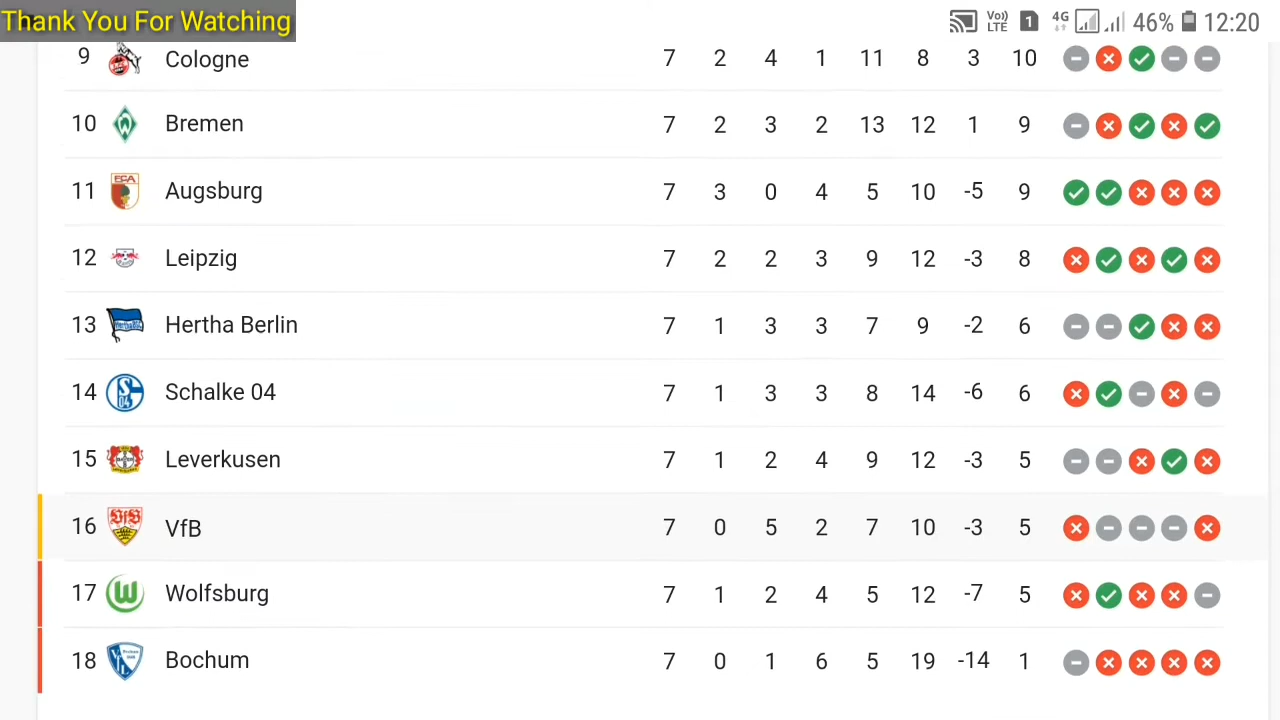 Thank You For Watching
Vo)) LTE 1 4G 46% 12:20
9 Cologne 7 2 4 1 11 8 3 10
10 Bremen 7 2 3 2 13 12 1 9
11 FCA Augsburg 7 3 0 4 5 10 -5 9
12 Leipzig 7 2 2 3 9 12 -3 8
13 Hertha Berlin 7 1 3 3 7 9 -2 6
14 S 04 Schalke 04 7 1 3 3 8 14 -6 6
15 Leverkusen 7 1 2 4 9 12 -3 5
16 VfB VfB 7 0 5 2 7 10 -3 5
17 W Wolfsburg 7 1 2 4 5 12 -7 5
18 Bochum 7 0 1 6 5 19 -14 1